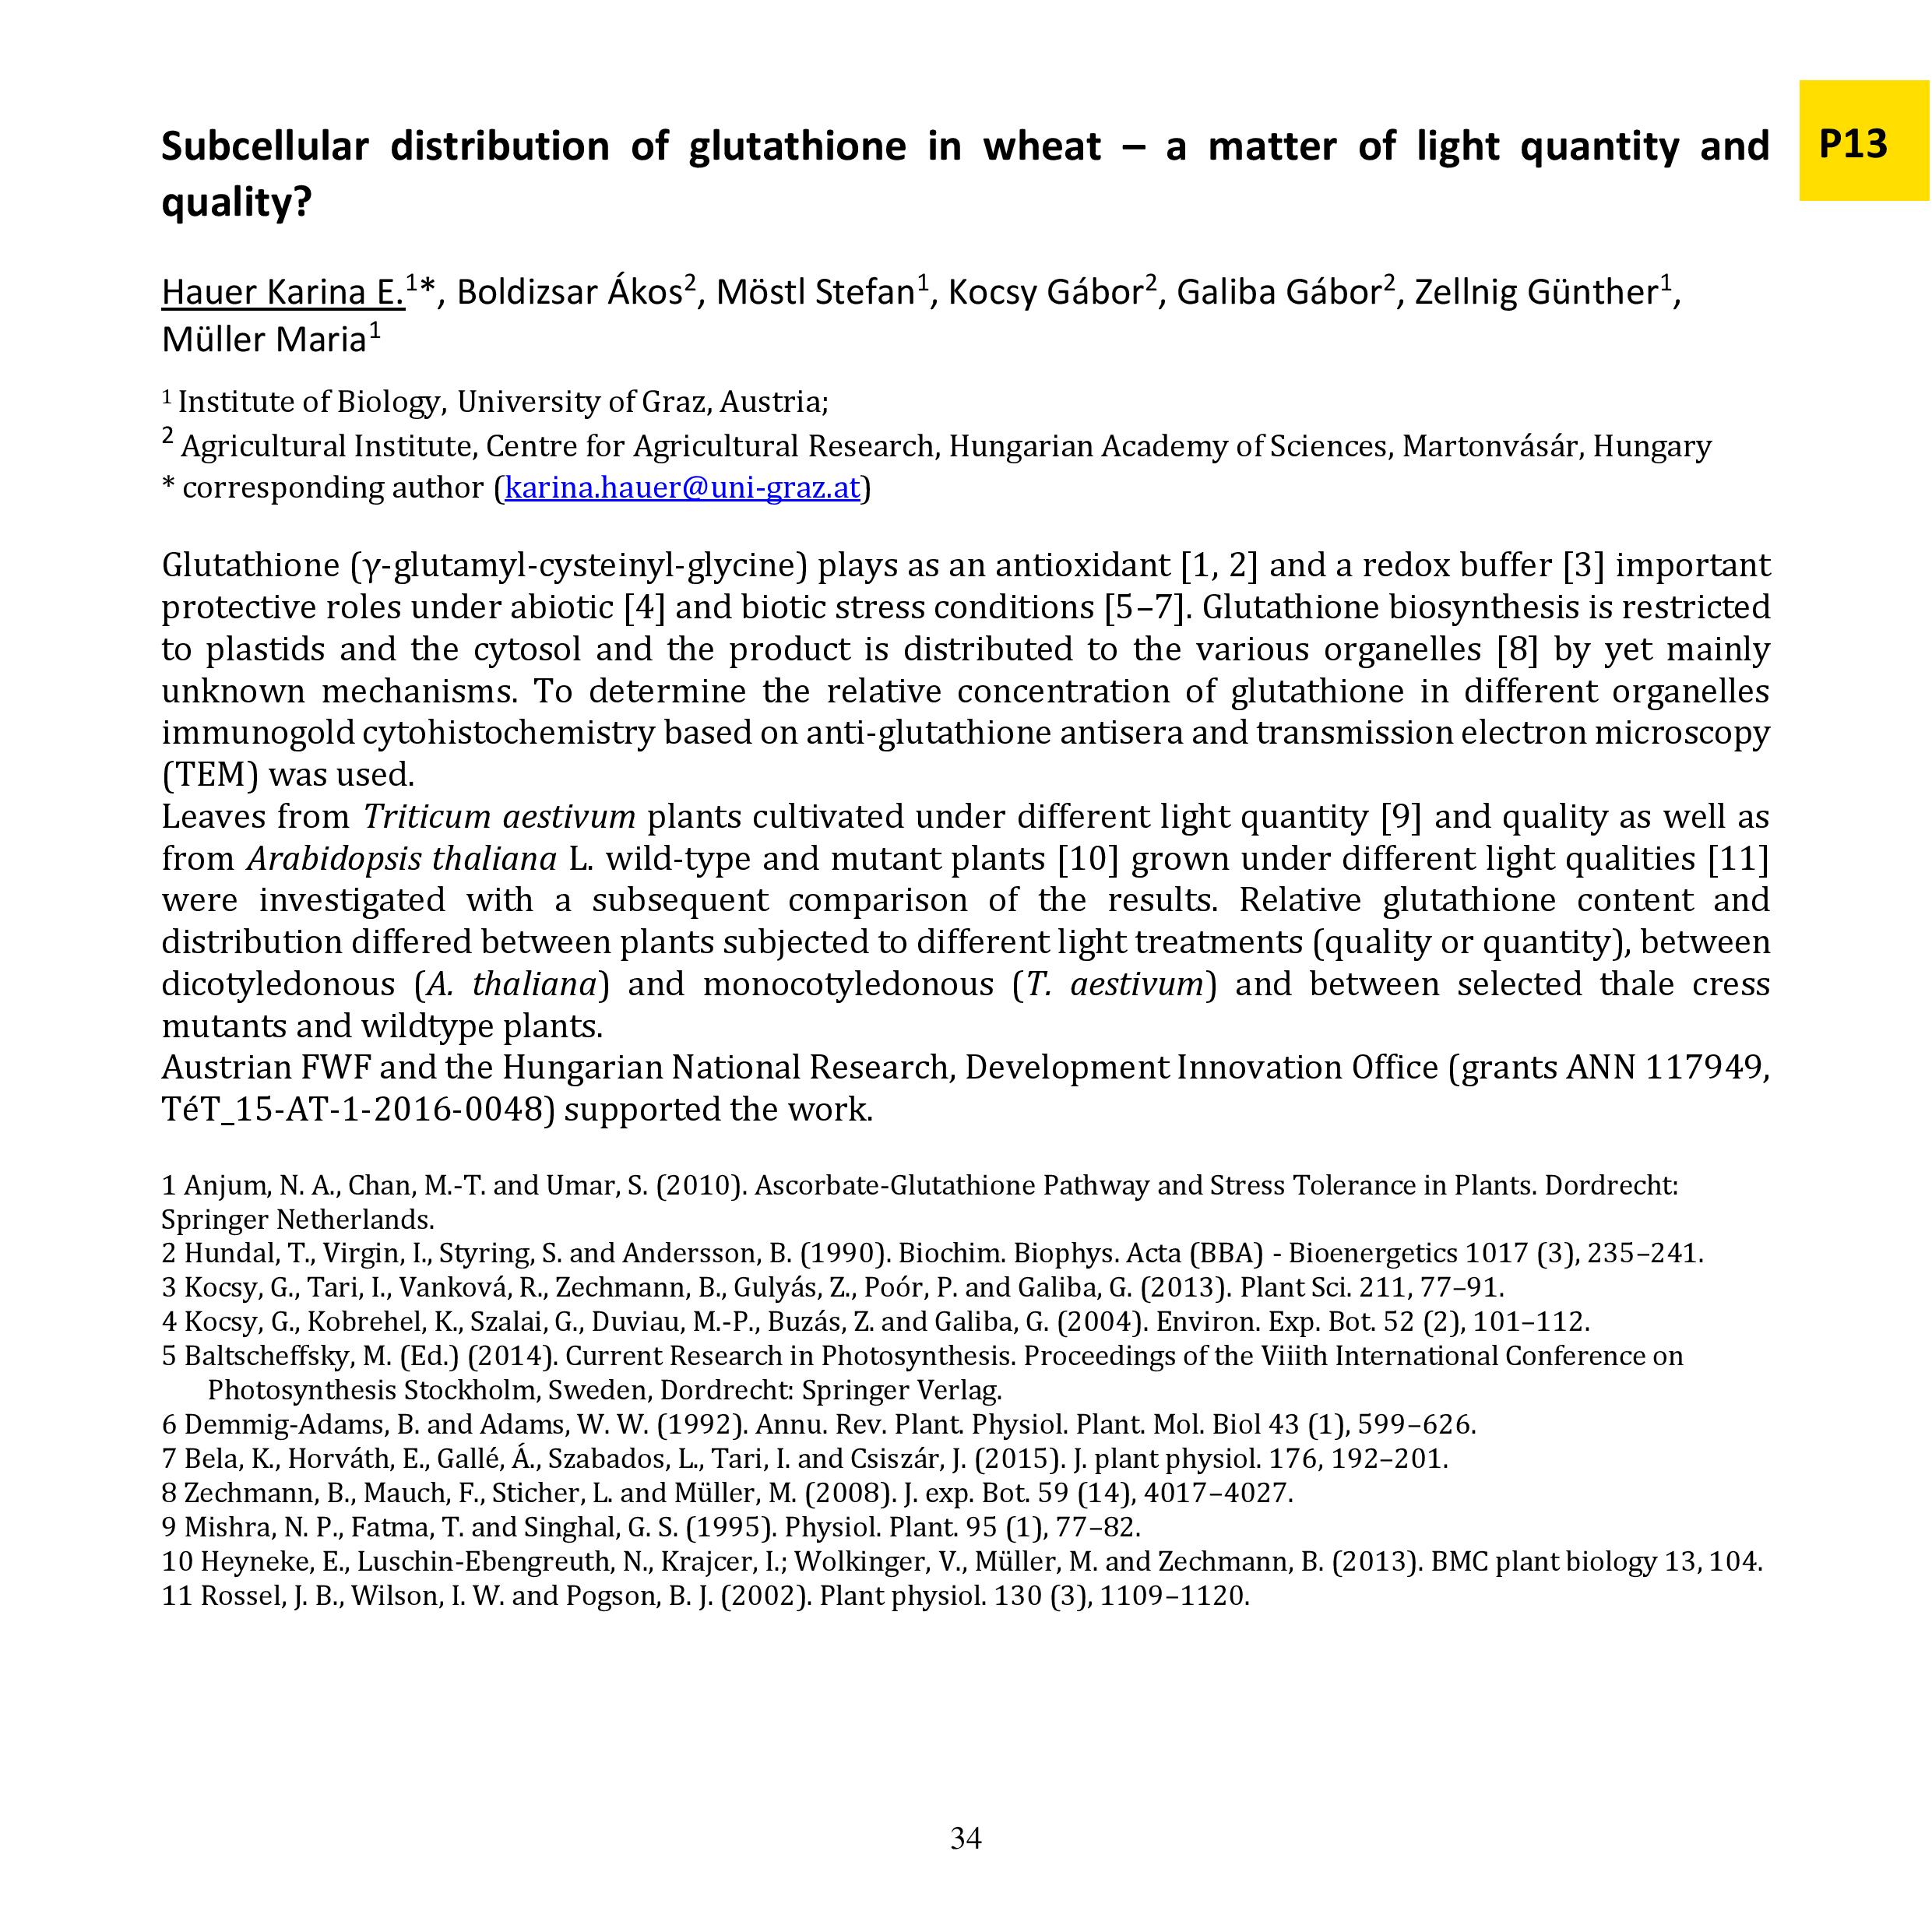 Subcellular distribution of glutathione in wheat – a matter of light quantity and
quality?
P13
Hauer Karina E.¹*, Boldizsar Ákos², Möstl Stefan¹, Kocsy Gábor², Galiba Gábor², Zellnig Günther¹,
Müller Maria¹
¹ Institute of Biology, University of Graz, Austria;
² Agricultural Institute, Centre for Agricultural Research, Hungarian Academy of Sciences, Martonvásár, Hungary
* corresponding author (karina.hauer@uni-graz.at)
Glutathione (γ-glutamyl-cysteinyl-glycine) plays as an antioxidant [1, 2] and a redox buffer [3] important
protective roles under abiotic [4] and biotic stress conditions [5–7]. Glutathione biosynthesis is restricted
to plastids and the cytosol and the product is distributed to the various organelles [8] by yet mainly
unknown mechanisms. To determine the relative concentration of glutathione in different organelles
immunogold cytohistochemistry based on anti-glutathione antisera and transmission electron microscopy
(TEM) was used.
Leaves from Triticum aestivum plants cultivated under different light quantity [9] and quality as well as
from Arabidopsis thaliana L. wild-type and mutant plants [10] grown under different light qualities [11]
were investigated with a subsequent comparison of the results. Relative glutathione content and
distribution differed between plants subjected to different light treatments (quality or quantity), between
dicotyledonous (A. thaliana) and monocotyledonous (T. aestivum) and between selected thale cress
mutants and wildtype plants.
Austrian FWF and the Hungarian National Research, Development Innovation Office (grants ANN 117949,
TéT_15-AT-1-2016-0048) supported the work.
1 Anjum, N. A., Chan, M.-T. and Umar, S. (2010). Ascorbate-Glutathione Pathway and Stress Tolerance in Plants. Dordrecht:
Springer Netherlands.
2 Hundal, T., Virgin, I., Styring, S. and Andersson, B. (1990). Biochim. Biophys. Acta (BBA) - Bioenergetics 1017 (3), 235–241.
3 Kocsy, G., Tari, I., Vanková, R., Zechmann, B., Gulyás, Z., Poór, P. and Galiba, G. (2013). Plant Sci. 211, 77–91.
4 Kocsy, G., Kobrehel, K., Szalai, G., Duviau, M.-P., Buzás, Z. and Galiba, G. (2004). Environ. Exp. Bot. 52 (2), 101–112.
5 Baltscheffsky, M. (Ed.) (2014). Current Research in Photosynthesis. Proceedings of the Viiith International Conference on
Photosynthesis Stockholm, Sweden, Dordrecht: Springer Verlag.
6 Demmig-Adams, B. and Adams, W. W. (1992). Annu. Rev. Plant. Physiol. Plant. Mol. Biol 43 (1), 599–626.
7 Bela, K., Horváth, E., Gallé, Á., Szabados, L., Tari, I. and Csiszár, J. (2015). J. plant physiol. 176, 192–201.
8 Zechmann, B., Mauch, F., Sticher, L. and Müller, M. (2008). J. exp. Bot. 59 (14), 4017–4027.
9 Mishra, N. P., Fatma, T. and Singhal, G. S. (1995). Physiol. Plant. 95 (1), 77–82.
10 Heyneke, E., Luschin-Ebengreuth, N., Krajcer, I.; Wolkinger, V., Müller, M. and Zechmann, B. (2013). BMC plant biology 13, 104.
11 Rossel, J. B., Wilson, I. W. and Pogson, B. J. (2002). Plant physiol. 130 (3), 1109–1120.
34